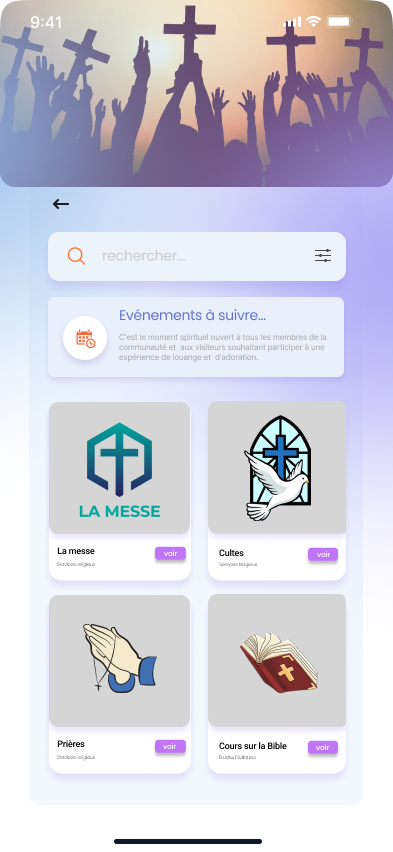 9:41
rechercher...
Evénements à suivre...
C'est le moment spirituel ouvert à tous les membres de la
communauté et aux visiteurs souhaitant participer à une
expérience de louange et d'adoration.
LA MESSE
La messe
voir
Services religieux
Cultes
voir
Services religieux
Prières
voir
Services religieux
Cours sur la Bible
voir